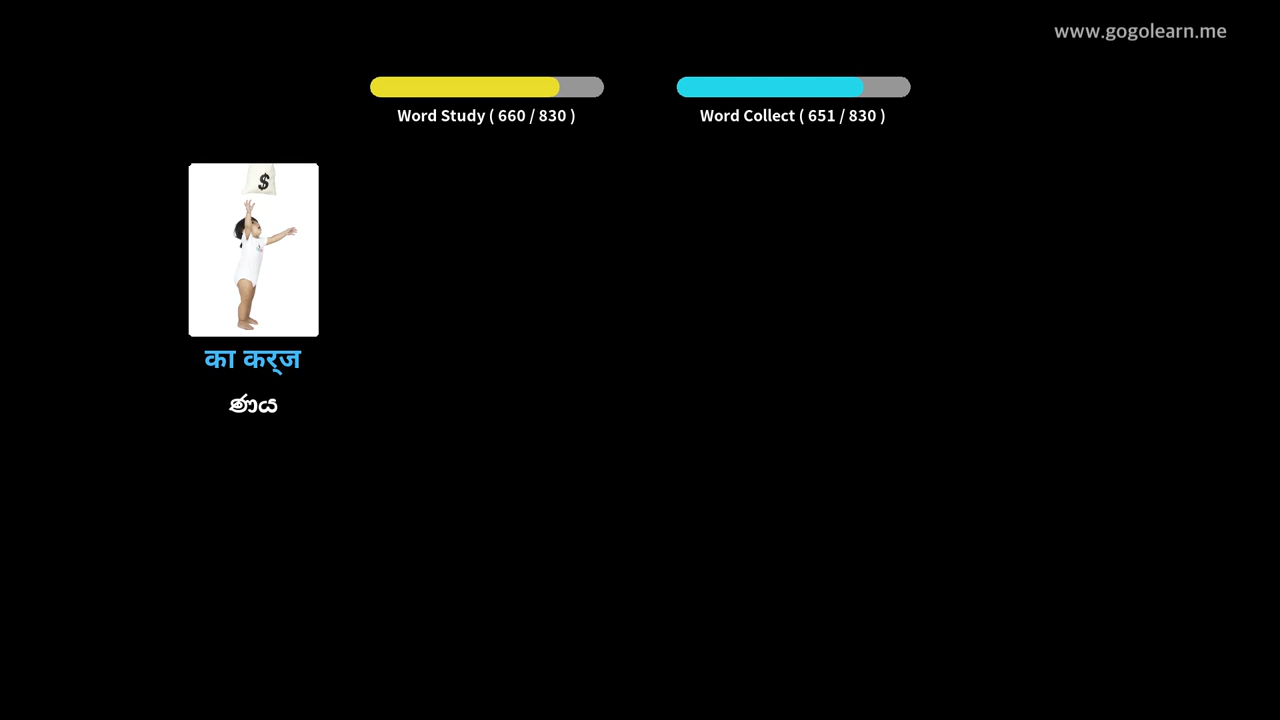 www.gogolearn.me
Word Study ( 660 / 830 )
Word Collect ( 651 / 830 )
$
का कर्ज
ණය